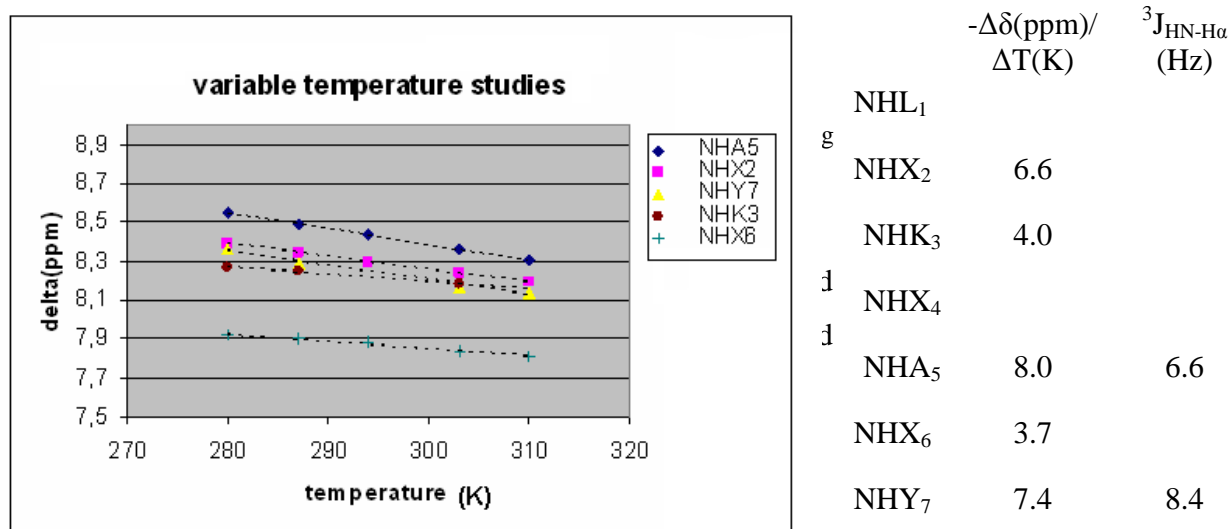 variable temperature studies
delta(ppm)
8,9
8,7
8,5
8,3
8,1
7,9
7,7
7,5
270 280 290 300 310 320
temperature (K)
NHA5
NHX2
NHY7
NHK3
NHX6
-Δδ(ppm)/ ³J_HN-Hα
ΔT(K) (Hz)
NHL₁
g
NHX₂ 6.6
NHK₃ 4.0
d
NHX₄
d
NHA₅ 8.0 6.6
NHX₆ 3.7
NHY₇ 7.4 8.4